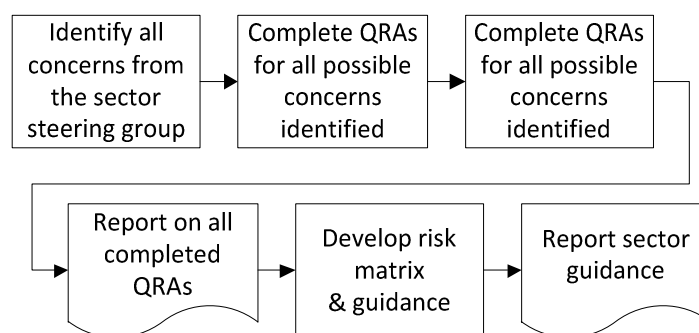 Identify all
concerns from
the sector
steering group
Complete QRAs
for all possible
concerns
identified
Complete QRAs
for all possible
concerns
identified
Report on all
completed
QRAs
Develop risk
matrix
& guidance
Report sector
guidance